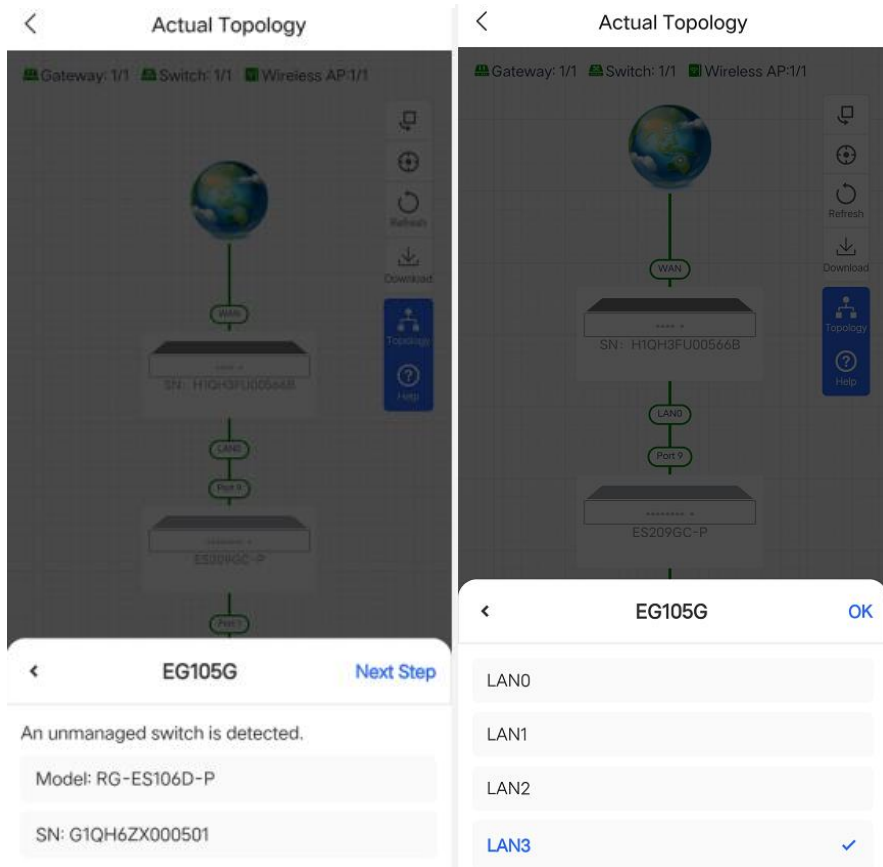 Actual Topology
Gateway: 1/1 Switch: 1/1 Wireless AP:1/1
Refresh
Download
WAN
Topology
SN: H1QH3FU00566B
Help
LAN0
Port 9
ES209GC-P
Port 1
EG105G
Next Step
An unmanaged switch is detected.
Model: RG-ES106D-P
SN: G1QH6ZX000501
Actual Topology
Gateway: 1/1 Switch: 1/1 Wireless AP:1/1
Refresh
Download
WAN
Topology
SN: H1QH3FU00566B
Help
LAN0
Port 9
ES209GC-P
EG105G
OK
LAN0
LAN1
LAN2
LAN3